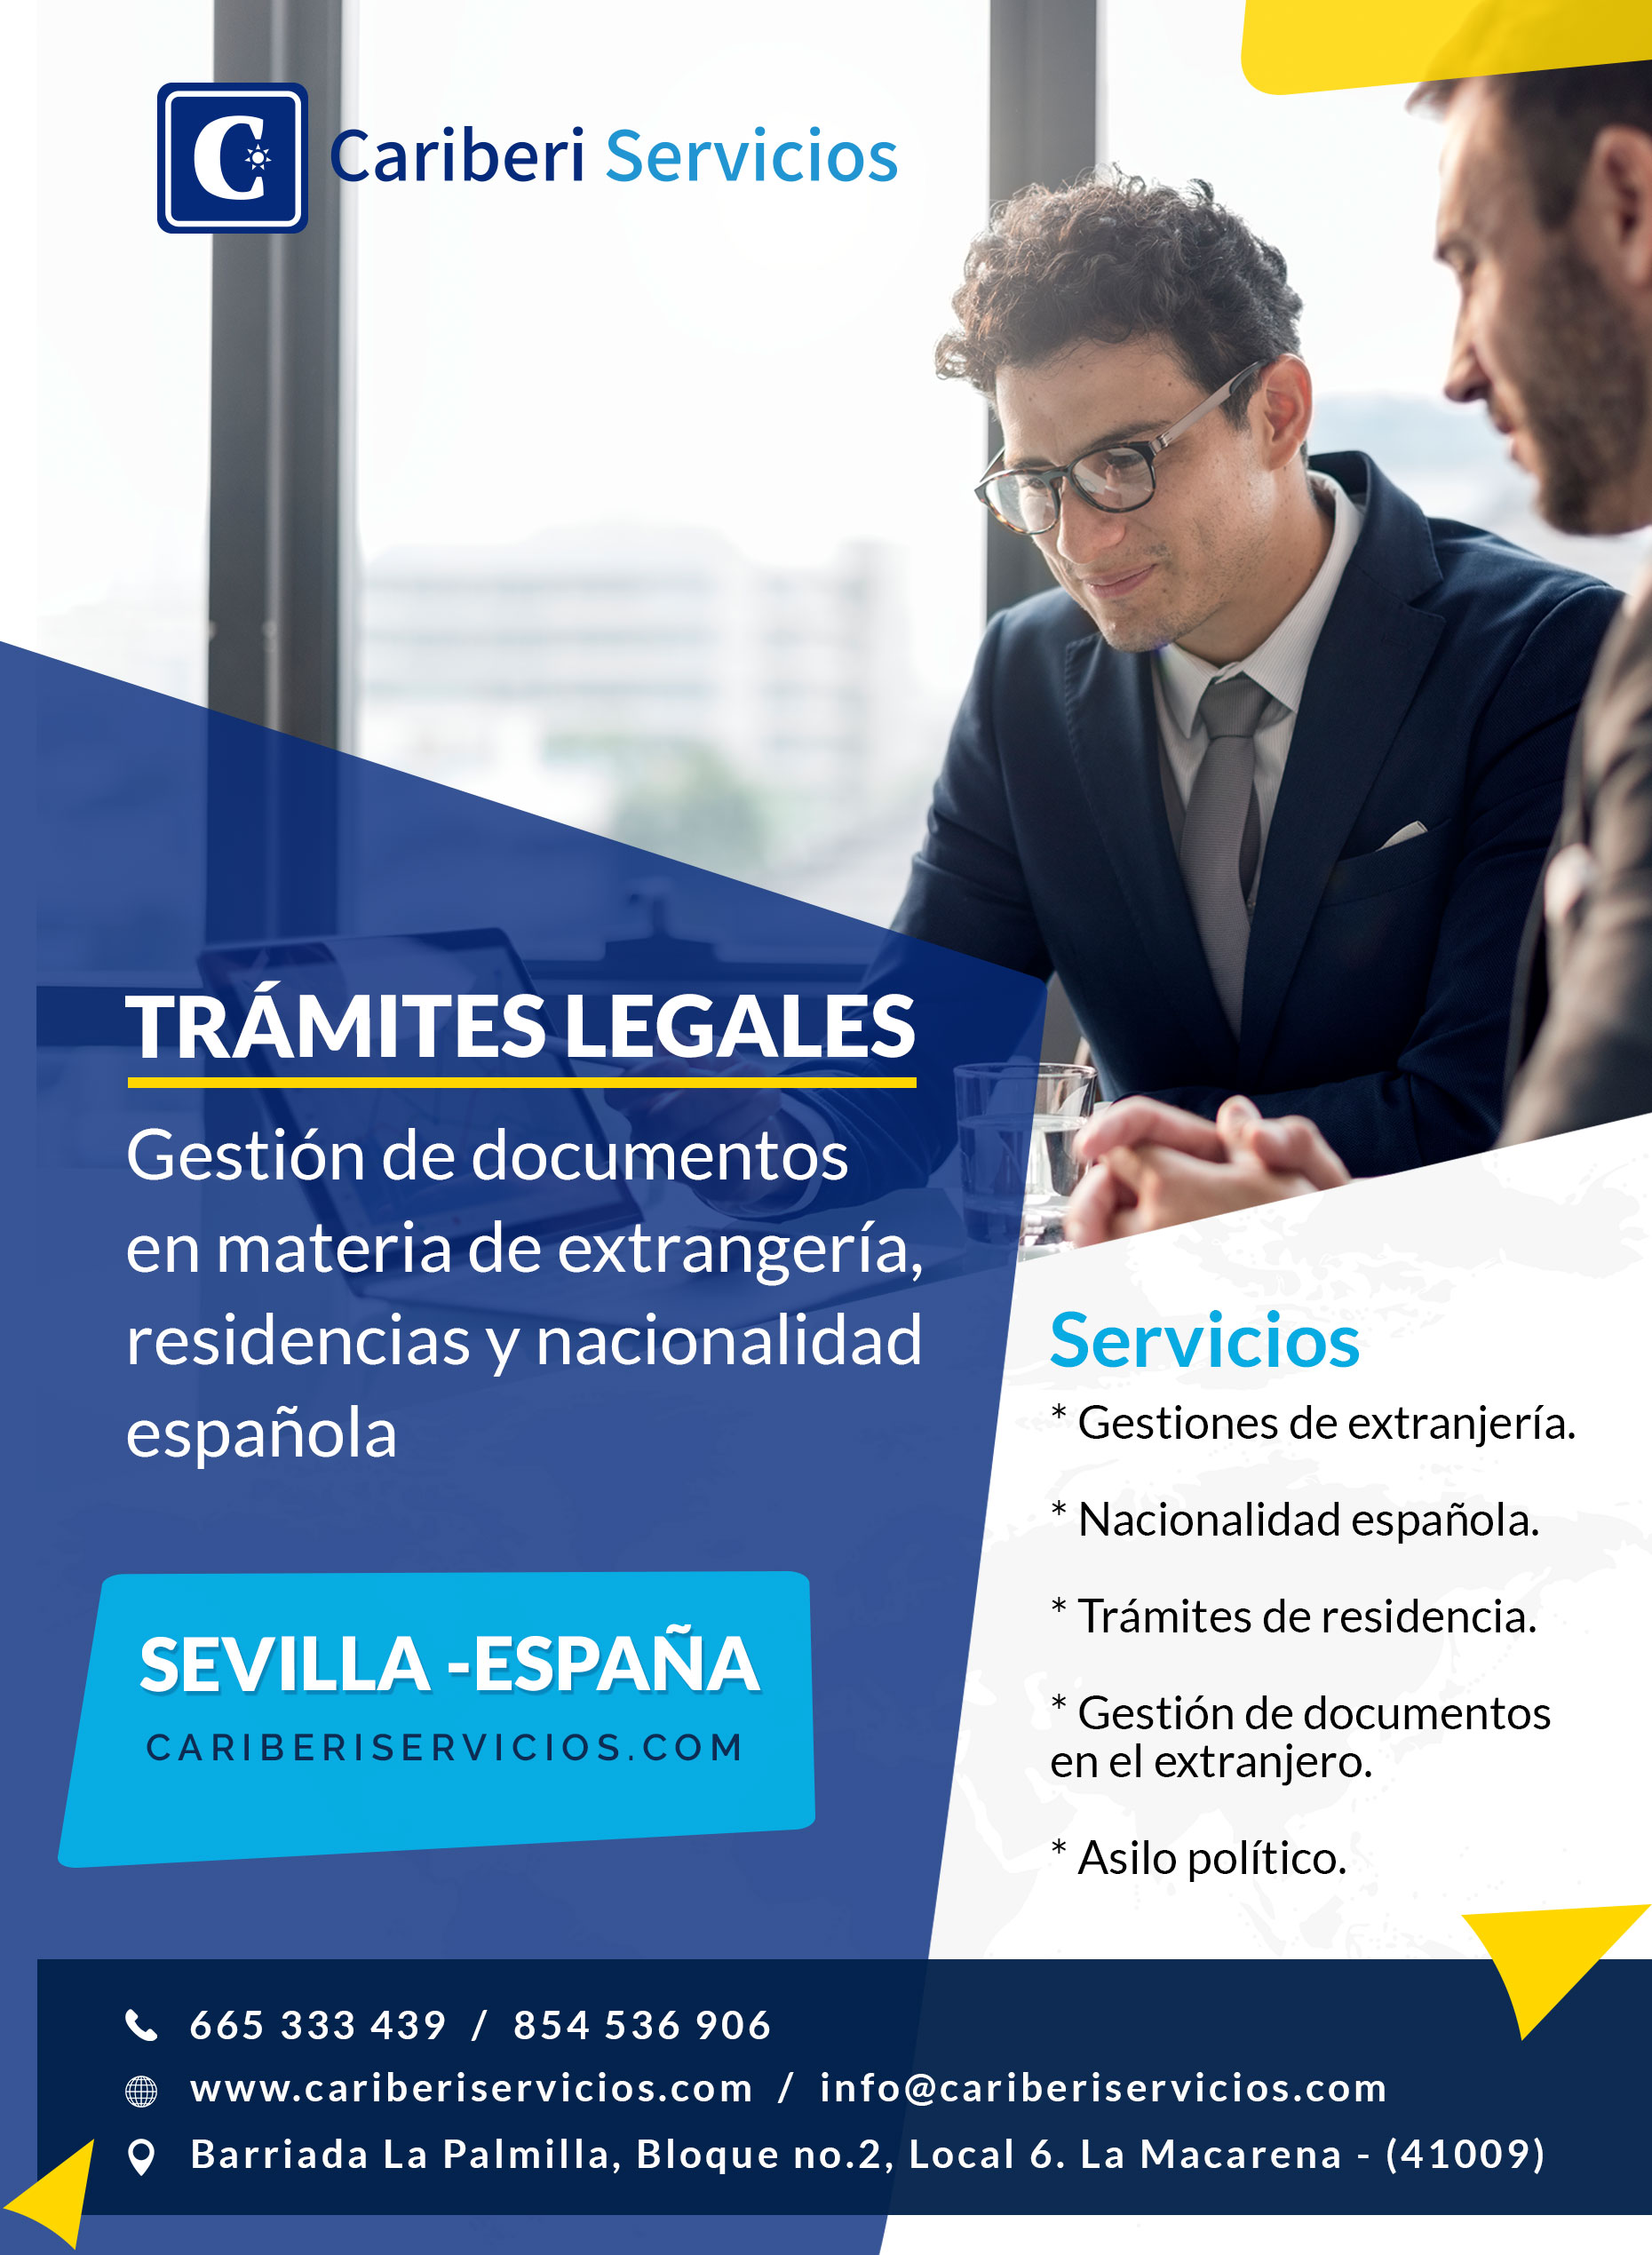 C
Cariberi Servicios
TRÁMITES LEGALES
Gestión de documentos
en materia de extrangería,
residencias y nacionalidad
española
SEVILLA -ESPAÑA
CARIBERISERVICIOS.COM
Servicios
* Gestiones de extranjería.
* Nacionalidad española.
* Trámites de residencia.
* Gestión de documentos
en el extranjero.
* Asilo político.
665 333 439 / 854 536 906
www.cariberiservicios.com / info@cariberiservicios.com
Barriada La Palmilla, Bloque no.2, Local 6. La Macarena - (41009)